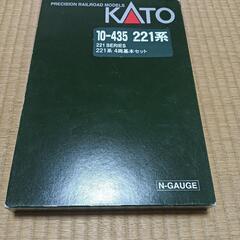 PRECISION RAILROAD MODELS
KATO
10-435 221系
221 SERIES
221系 4両基本セット
N-GAUGE